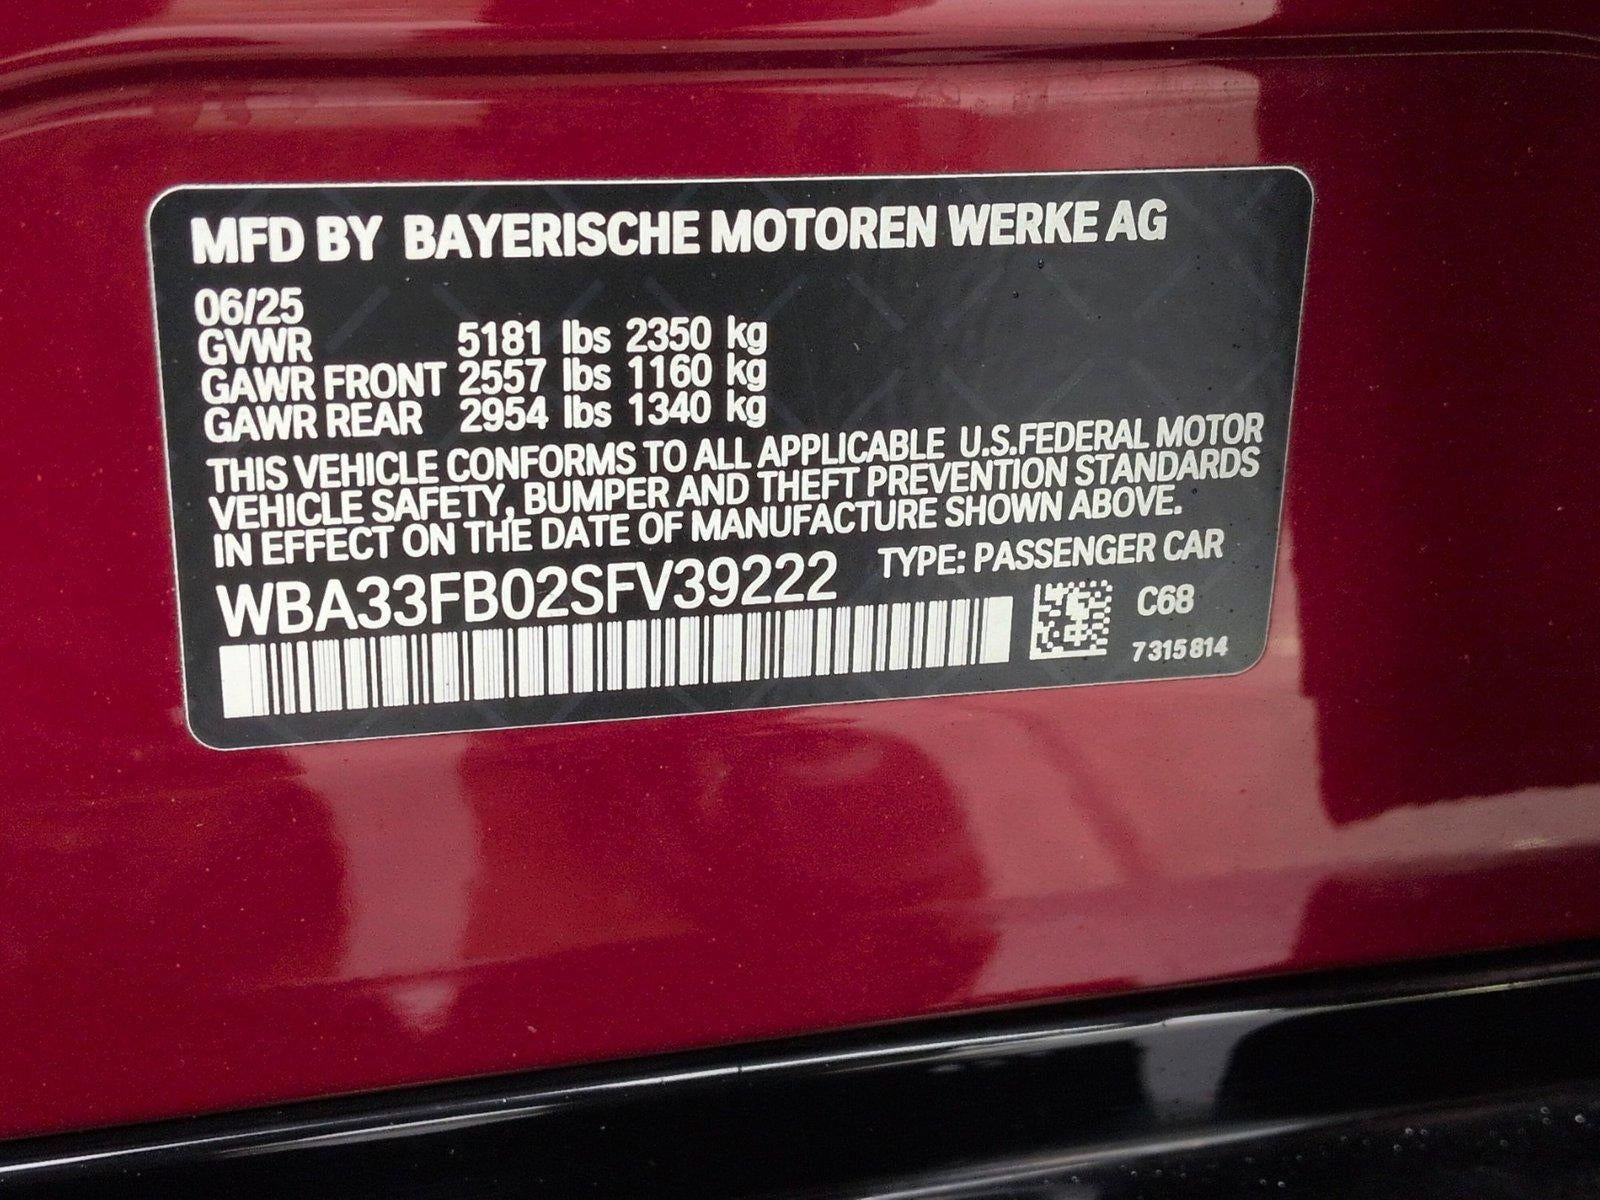 MFD BY BAYERISCHE MOTOREN WERKE AG
06/25
GVWR 5181 lbs 2350 kg
GAWR FRONT 2557 lbs 1160 kg
GAWR REAR 2954 lbs 1340 kg
THIS VEHICLE CONFORMS TO ALL APPLICABLE U.S.FEDERAL MOTOR
VEHICLE SAFETY, BUMPER AND THEFT PREVENTION STANDARDS
IN EFFECT ON THE DATE OF MANUFACTURE SHOWN ABOVE.
WBA33FB02SFV39222 TYPE: PASSENGER CAR
C68
7315814